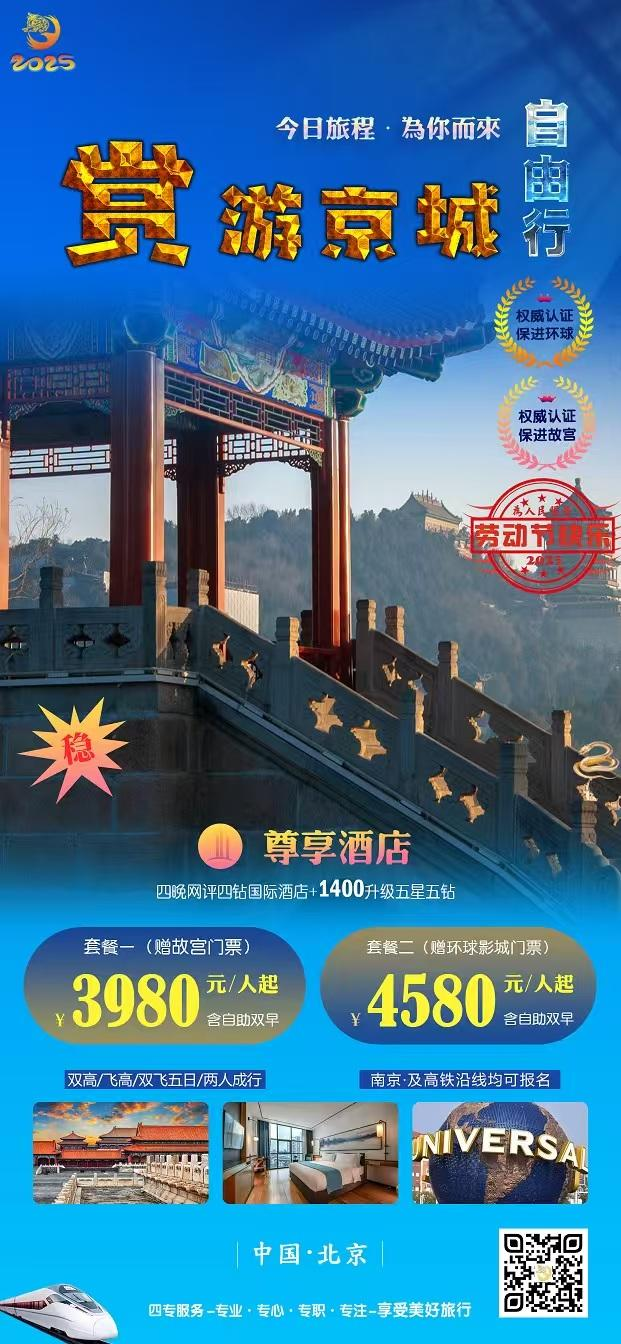 2025
今日旅程·為你而來
自由行
赏游京城
权威认证
保进环球
权威认证
保进故宫
为人民服务
劳动节快乐
2025
稳
尊享酒店
四晚网评四钻国际酒店+1400升级五星五钻
套餐一（赠故宫门票）
¥3980元/人起
含自助双早
套餐二（赠环球影城门票）
¥4580元/人起
含自助双早
双高/飞高/双飞五日/两人成行
南京·及高铁沿线均可报名
UNIVERSAL
中国·北京
四专服务-专业·专心·专职·专注-享受美好旅行